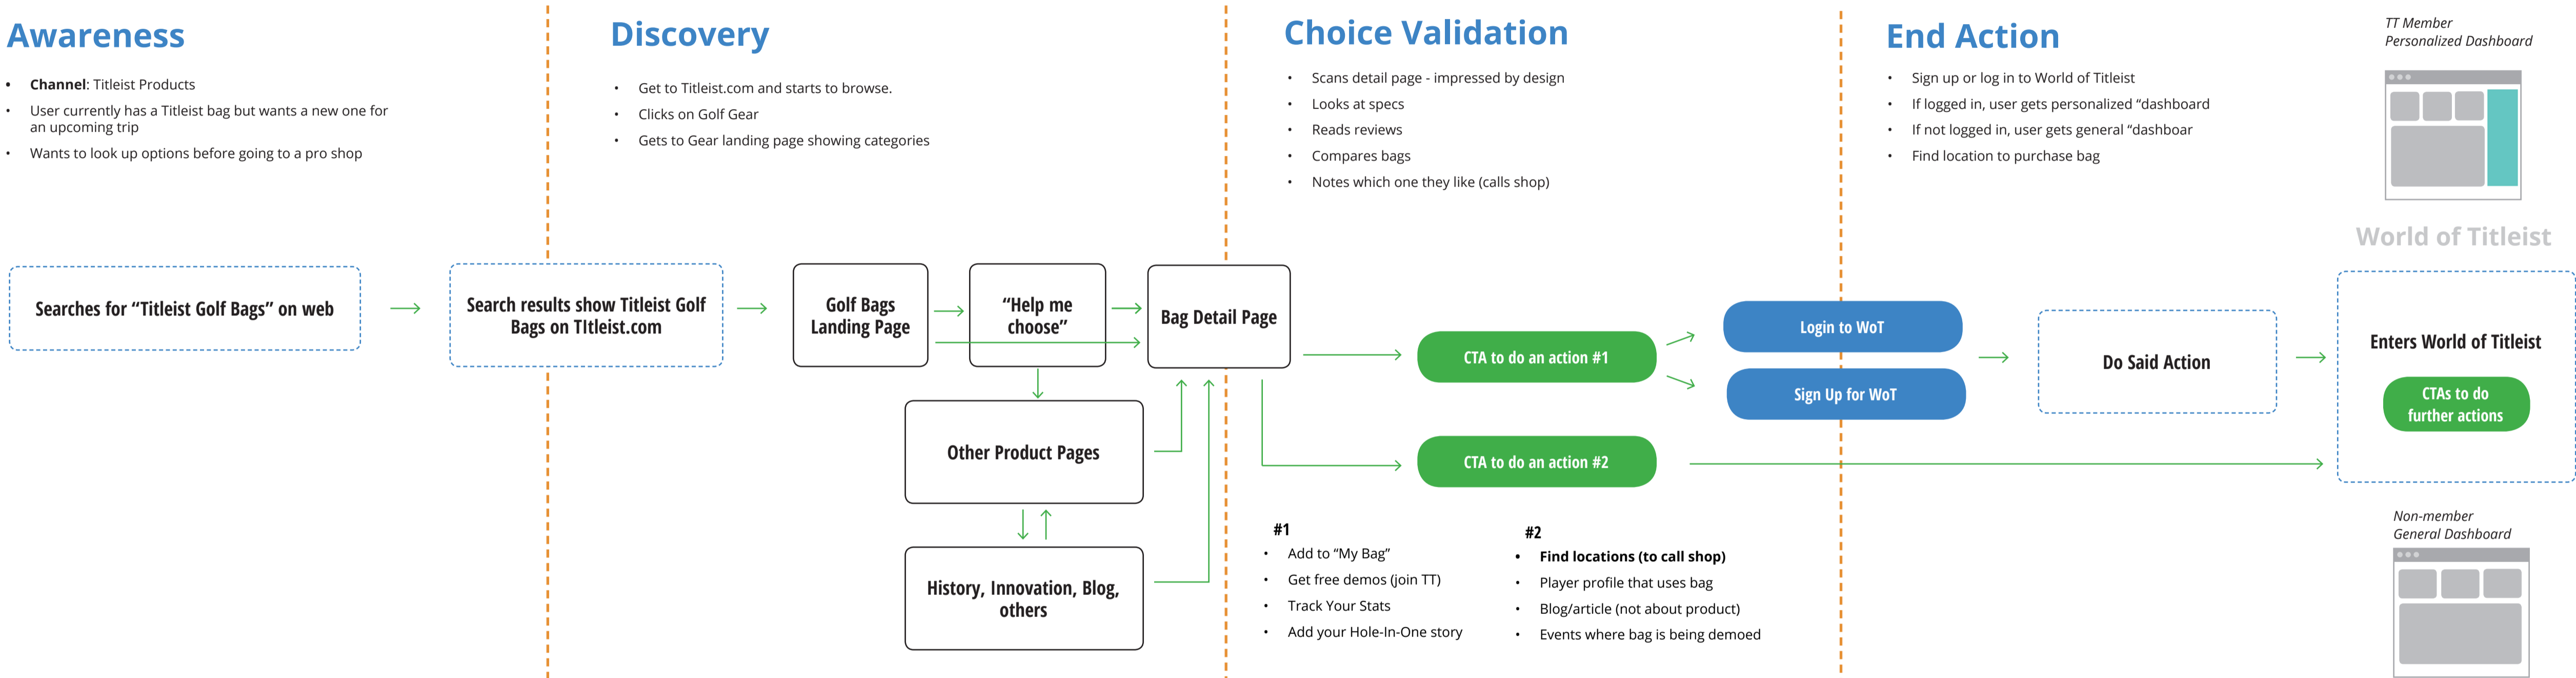 Awareness
• Channel: Titleist Products
• User currently has a Titleist bag but wants a new one for
an upcoming trip
• Wants to look up options before going to a pro shop
Discovery
• Get to Titleist.com and starts to browse.
• Clicks on Golf Gear
• Gets to Gear landing page showing categories
Choice Validation
• Scans detail page - impressed by design
• Looks at specs
• Reads reviews
• Compares bags
• Notes which one they like (calls shop)
End Action
• Sign up or log in to World of Titleist
• If logged in, user gets personalized “dashboard
• If not logged in, user gets general “dashboar
• Find location to purchase bag
TT Member
Personalized Dashboard
World of Titleist
Searches for “Titleist Golf Bags” on web
Search results show Titleist Golf
Bags on TItleist.com
Golf Bags
Landing Page
“Help me
choose”
Bag Detail Page
Other Product Pages
History, Innovation, Blog,
others
CTA to do an action #1
CTA to do an action #2
Login to WoT
Sign Up for WoT
Do Said Action
Enters World of Titleist
CTAs to do
further actions
#1
• Add to “My Bag”
• Get free demos (join TT)
• Track Your Stats
• Add your Hole-In-One story
#2
• Find locations (to call shop)
• Player profile that uses bag
• Blog/article (not about product)
• Events where bag is being demoed
Non-member
General Dashboard